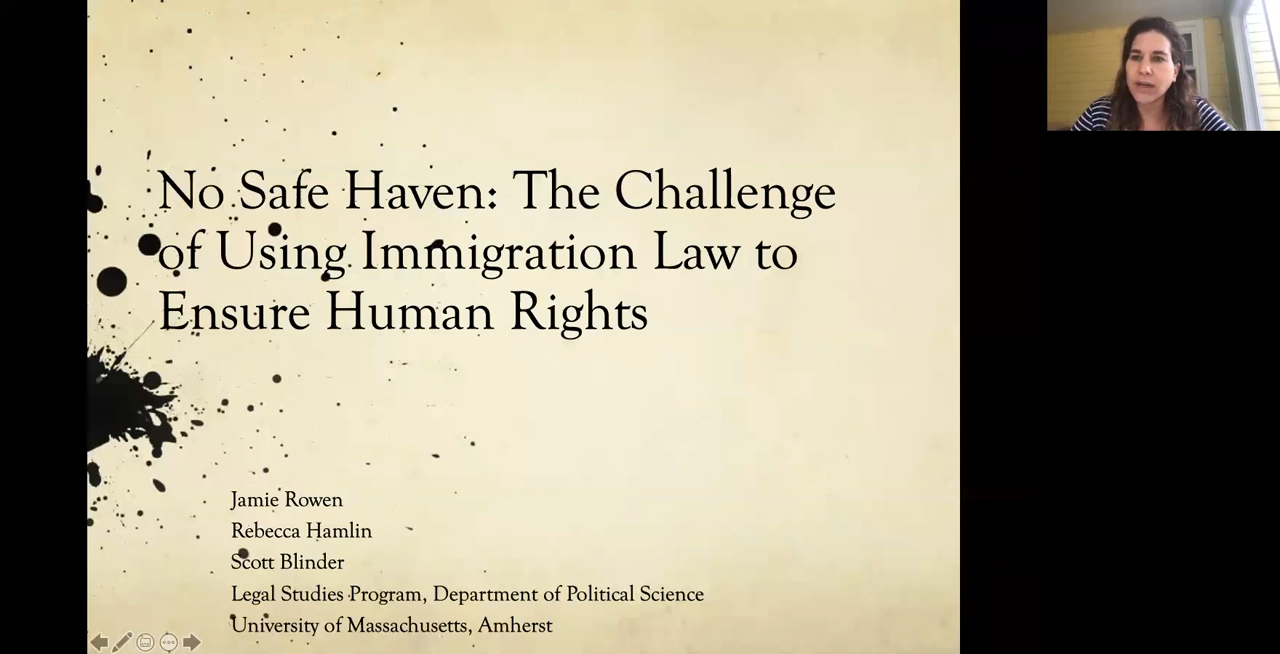 No Safe Haven: The Challenge
of Using Immigration Law to
Ensure Human Rights
Jamie Rowen
Rebecca Hamlin
Scott Blinder
Legal Studies Program, Department of Political Science
University of Massachusetts, Amherst